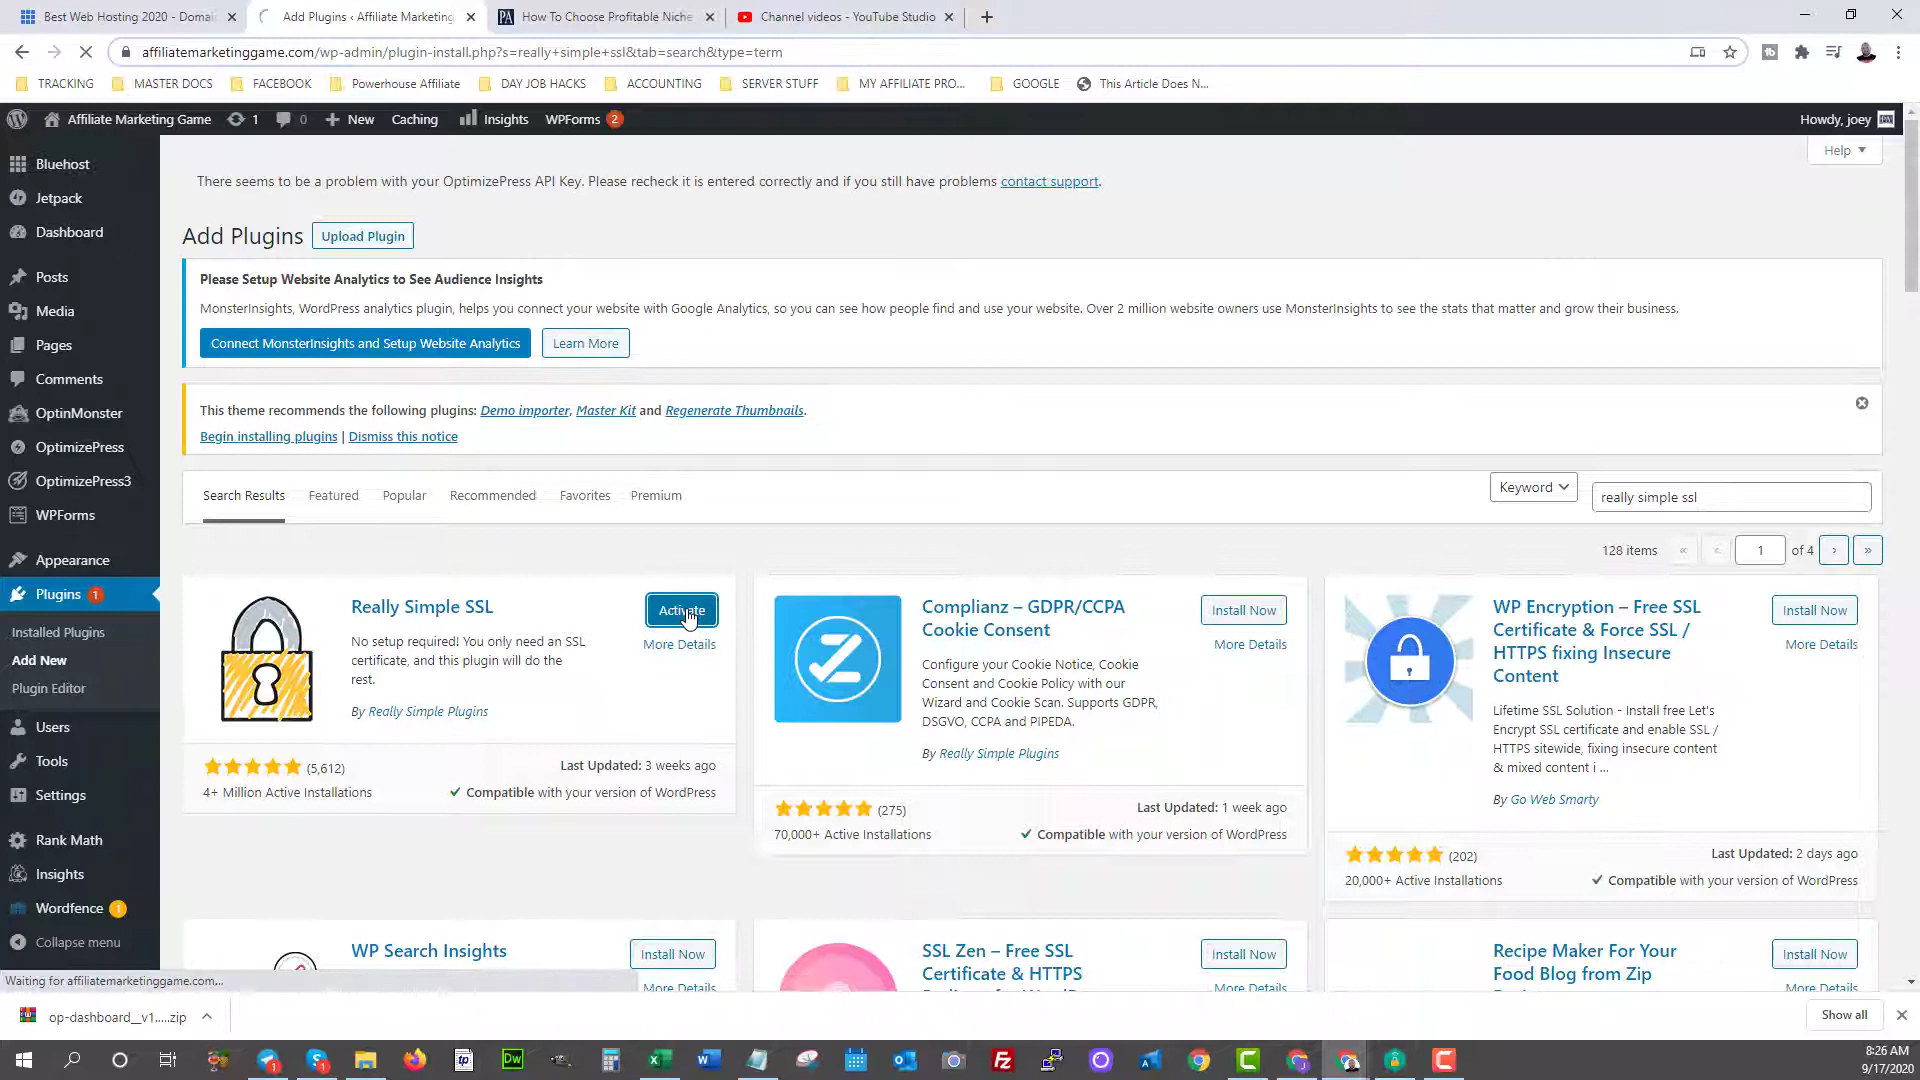 Best Web Hosting 2020 - Domai
Add Plugins ‹ Affiliate Marketing
How To Choose Profitable Niche
Channel videos - YouTube Studio
affiliatemarketinggame.com/wp-admin/plugin-install.php?s=really+simple+ssl&tab=search&type=term
TRACKING
MASTER DOCS
FACEBOOK
Powerhouse Affiliate
DAY JOB HACKS
ACCOUNTING
SERVER STUFF
MY AFFILIATE PRO...
GOOGLE
This Article Does N...
Affiliate Marketing Game
1
0
New
Caching
Insights
WPForms 2
Howdy, joey
Help
Bluehost
Jetpack
Dashboard
Posts
Media
Pages
Comments
OptinMonster
OptimizePress
OptimizePress3
WPForms
Appearance
Plugins 1
Installed Plugins
Add New
Plugin Editor
Users
Tools
Settings
Rank Math
Insights
Wordfence 1
Collapse menu
There seems to be a problem with your OptimizePress API Key. Please recheck it is entered correctly and if you still have problems contact support.
Add Plugins
Upload Plugin
Please Setup Website Analytics to See Audience Insights
MonsterInsights, WordPress analytics plugin, helps you connect your website with Google Analytics, so you can see how people find and use your website. Over 2 million website owners use MonsterInsights to see the stats that matter and grow their business.
Connect MonsterInsights and Setup Website Analytics
Learn More
This theme recommends the following plugins: Demo importer, Master Kit and Regenerate Thumbnails.
Begin installing plugins | Dismiss this notice
Search Results
Featured
Popular
Recommended
Favorites
Premium
Keyword
really simple ssl
128 items
«
‹
1
of 4
›
»
Really Simple SSL
Activate
More Details
No setup required! You only need an SSL
certificate, and this plugin will do the
rest.
By Really Simple Plugins
(5,612)
4+ Million Active Installations
Last Updated: 3 weeks ago
Compatible with your version of WordPress
Complianz – GDPR/CCPA
Cookie Consent
Install Now
More Details
Configure your Cookie Notice, Cookie
Consent and Cookie Policy with our
Wizard and Cookie Scan. Supports GDPR,
DSGVO, CCPA and PIPEDA.
By Really Simple Plugins
(275)
70,000+ Active Installations
Last Updated: 1 week ago
Compatible with your version of WordPress
WP Encryption – Free SSL
Certificate & Force SSL /
HTTPS fixing Insecure
Content
Install Now
More Details
Lifetime SSL Solution - Install free Let's
Encrypt SSL certificate and enable SSL /
HTTPS sitewide, fixing insecure content
& mixed content i ...
By Go Web Smarty
(202)
20,000+ Active Installations
Last Updated: 2 days ago
Compatible with your version of WordPress
WP Search Insights
Install Now
More Details
SSL Zen – Free SSL
Certificate & HTTPS
Install Now
More Details
Recipe Maker For Your
Food Blog from Zip
Install Now
More Details
Waiting for affiliatemarketinggame.com...
op-dashboard__v1.....zip
Show all
8:26 AM
9/17/2020